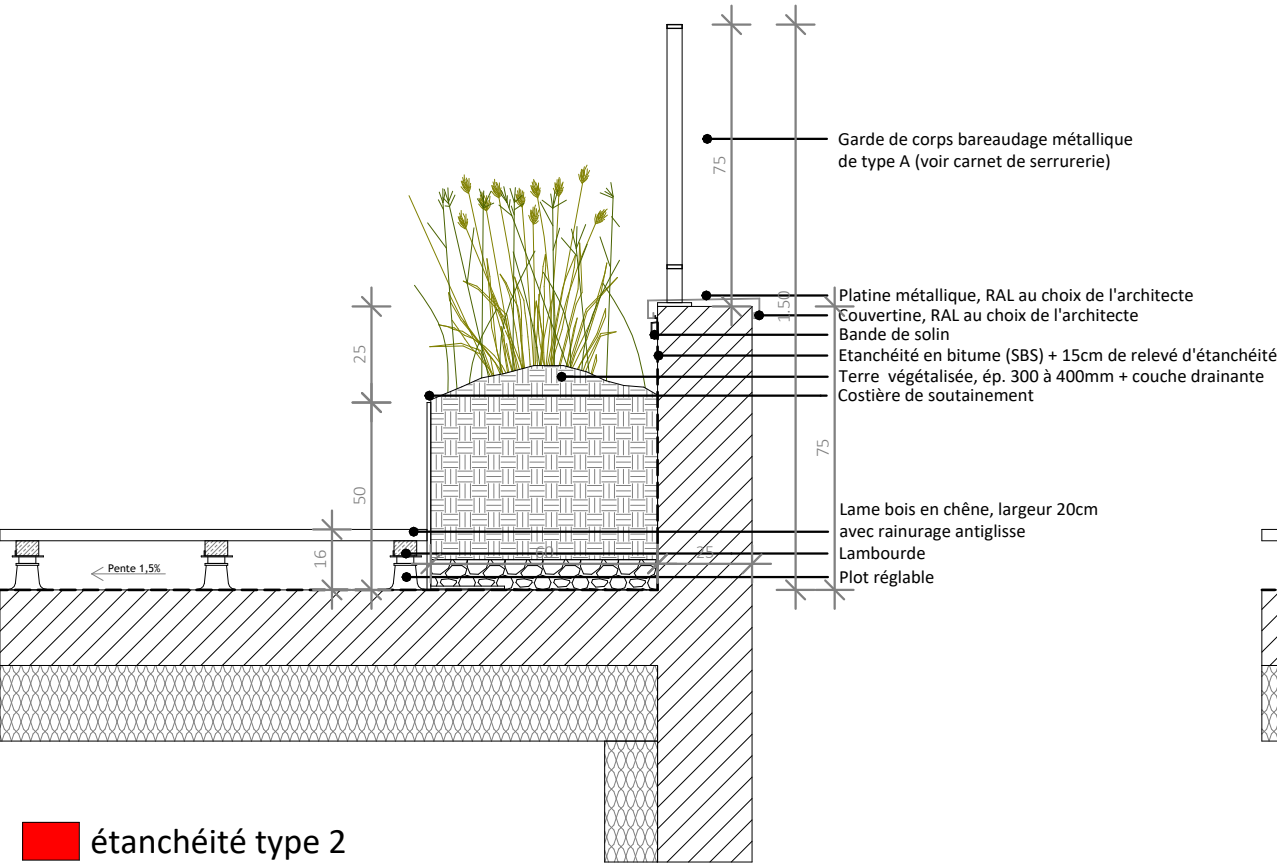 75
1.50
Garde de corps bareaudage métallique
de type A (voir carnet de serrurerie)
Platine métallique, RAL au choix de l'architecte
Couvertine, RAL au choix de l'architecte
Bande de solin
Etanchéité en bitume (SBS) + 15cm de relevé d'étanchéité
Terre végétalisée, ép. 300 à 400mm + couche drainante
Costière de soutainement
25
50
75
Lame bois en chêne, largeur 20cm
avec rainurage antiglisse
Lambourde
Plot réglable
16
Pente 1,5%
60
25
étanchéité type 2